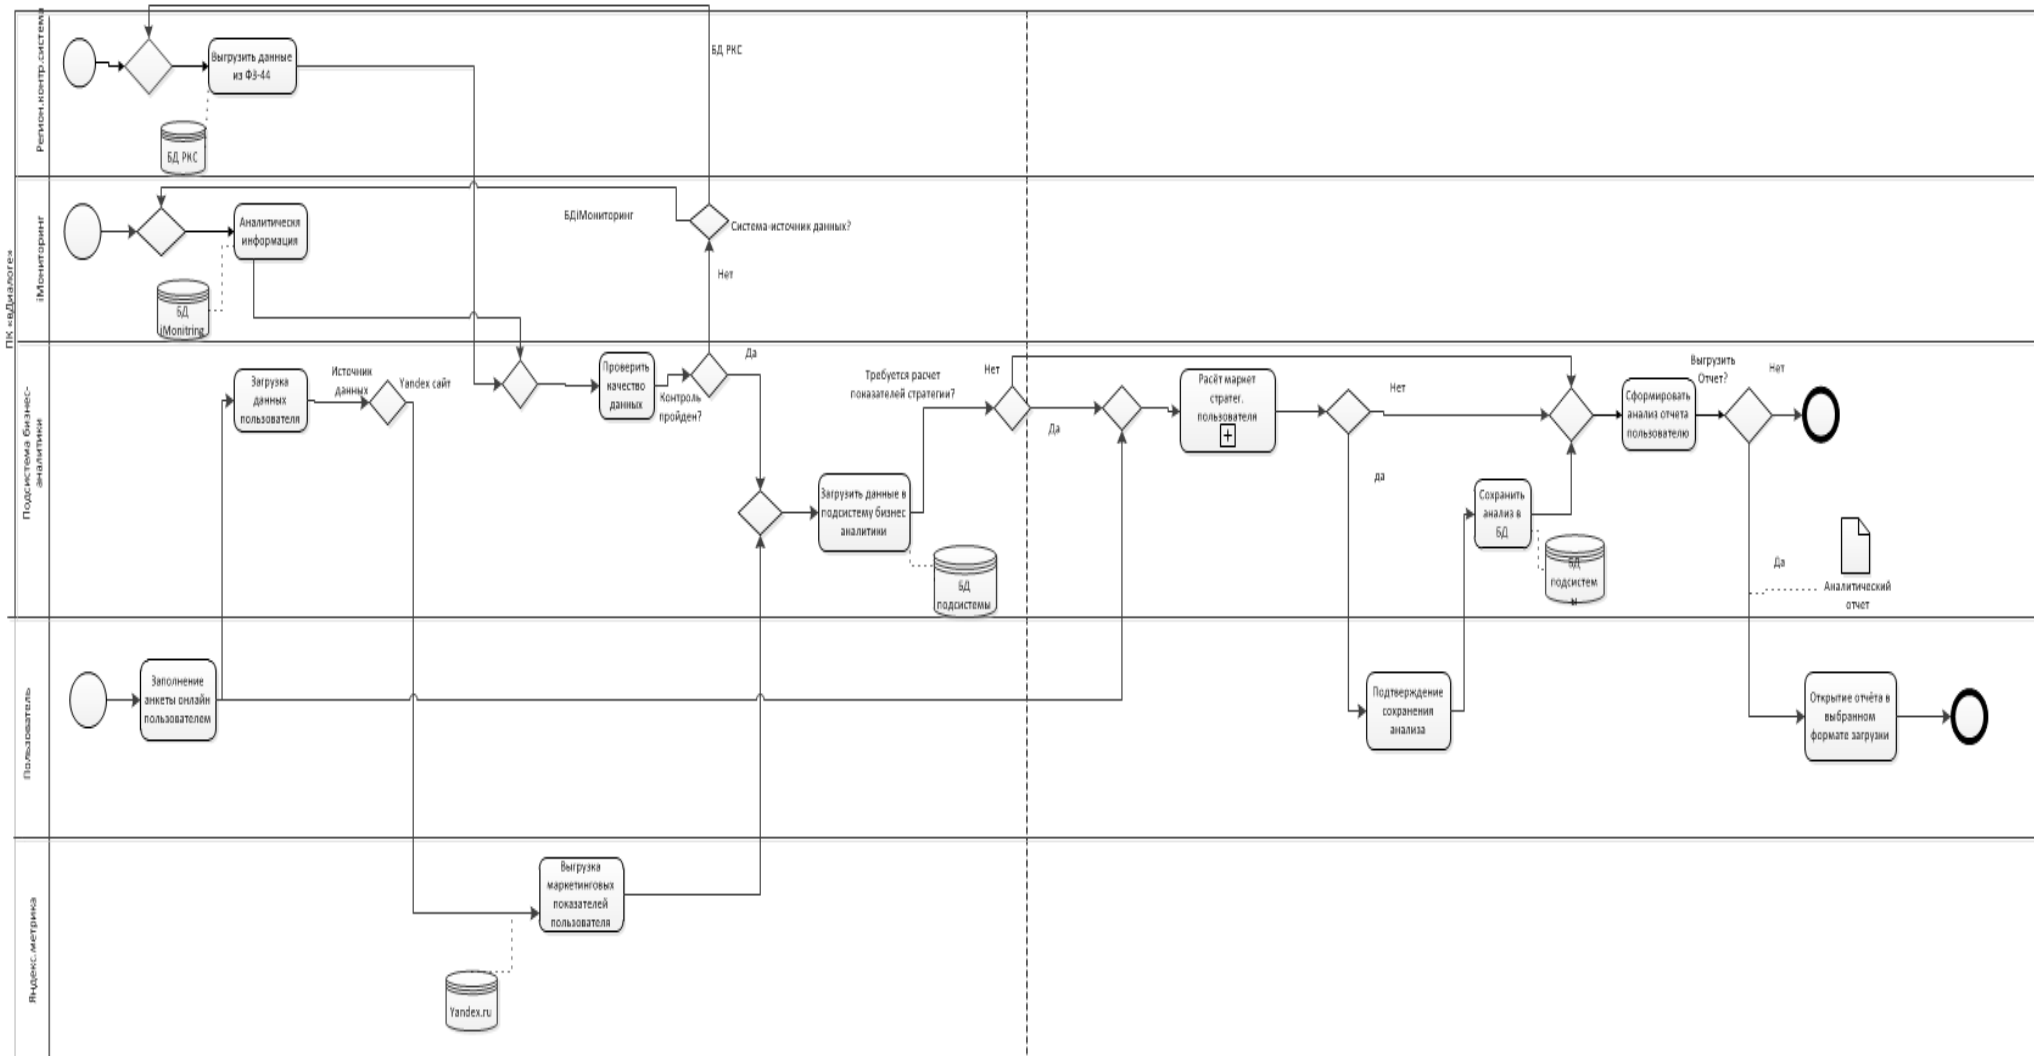 ПК «вДиалоге»
Регион.контр.система
БД РКС
Выгрузить данные
из ФЗ-44
БД РКС
iМониторинг
Аналитическя
информация
БД
iMonitring
БДiМониторинг
Система-источник данных?
Нет
Подсистема бизнес-
аналитики
Загрузка
данных
пользователя
Источник
данных
Yandex сайт
Проверить
качество
данных
Контроль
пройден?
Да
Загрузить данные в
подсистему бизнес
аналитики
БД
подсистемы
Требуется расчет
показателей стратегии?
Нет
Да
Расёт маркет
стратег.
пользователя
Нет
да
Сохранить
анализ в
БД
БД
подсистем
ы
Сформировать
анализ отчета
пользователю
Выгрузить
Отчет?
Нет
Да
Аналитический
отчет
Пользователь
Заполнение
анкеты онлайн
пользователем
Подтверждение
сохранения
анализа
Открытие отчёта в
выбранном
формате загрузки
Яндекс.метрика
Выгрузка
маркетинговых
показателей
пользователя
Yandex.ru